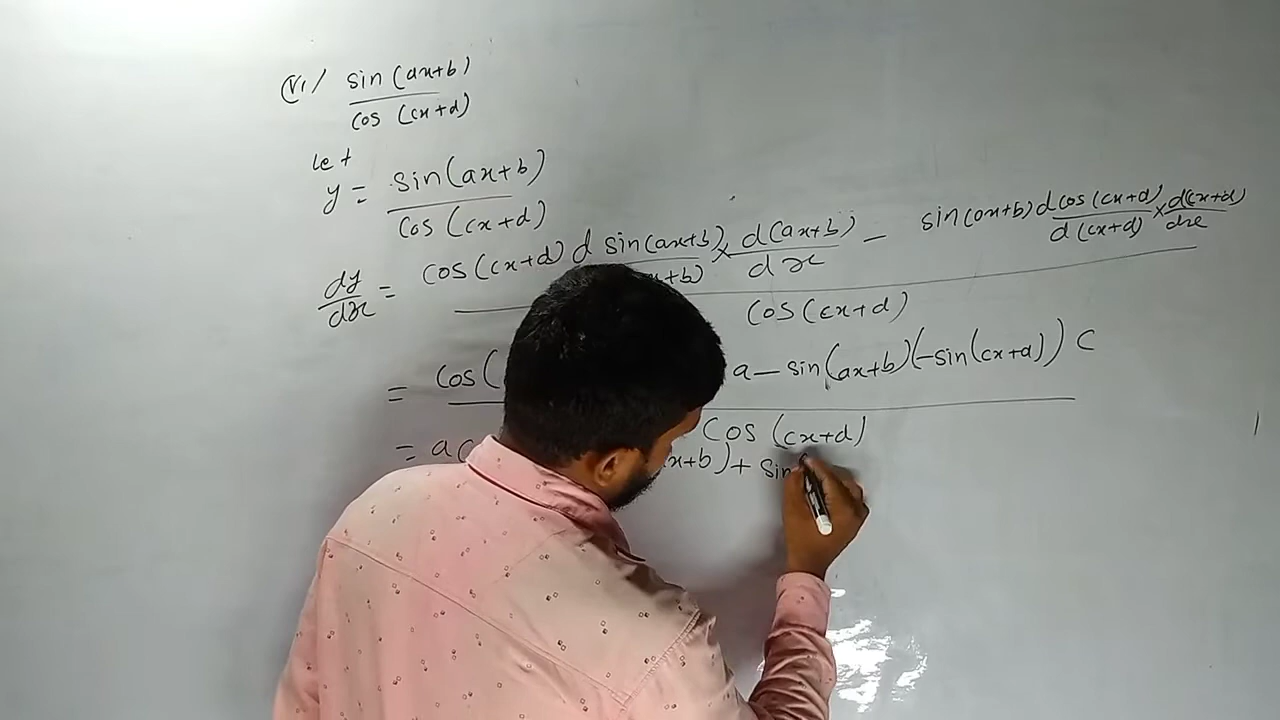 (VI) sin (ax+b)
cos (cx+d)
let
y = sin(ax+b)
cos (cx+d)
dy = cos (cx+d) d sin(ax+b) × d(ax+b) - sin(ax+b) d cos (cx+d) × d(cx+d)
dx x+b) dx d(cx+d) dx
cos (cx+d)
= cos ( a - sin(ax+b)(-sin(cx+d)) c
cos (cx+d)
= a x+b) + sin